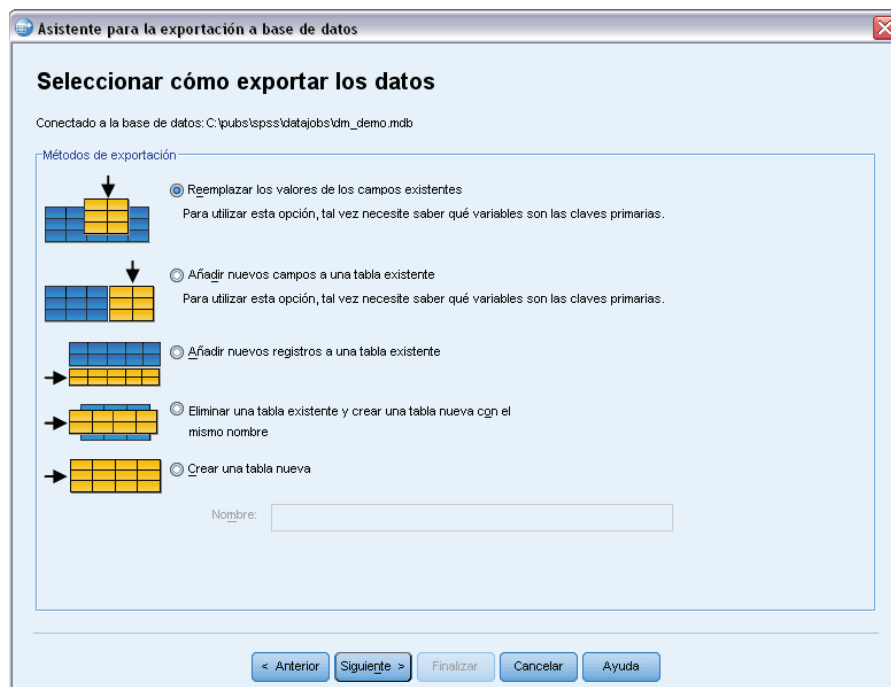 Asistente para la exportación a base de datos
Seleccionar cómo exportar los datos
Conectado a la base de datos: C:\pubs\spss\datajobs\dm_demo.mdb
Métodos de exportación
Reemplazar los valores de los campos existentes
Para utilizar esta opción, tal vez necesite saber qué variables son las claves primarias.
Añadir nuevos campos a una tabla existente
Para utilizar esta opción, tal vez necesite saber qué variables son las claves primarias.
Añadir nuevos registros a una tabla existente
Eliminar una tabla existente y crear una tabla nueva con el
mismo nombre
Crear una tabla nueva
Nombre:
< Anterior Siguiente > Finalizar Cancelar Ayuda